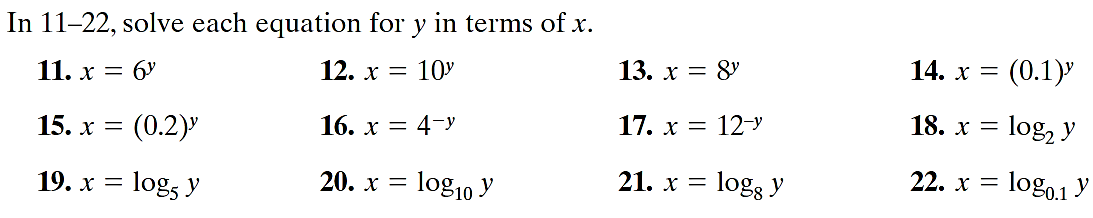 In 11–22, solve each equation for y in terms of x.
11. x = 6^y 12. x = 10^y 13. x = 8^y 14. x = (0.1)^y
15. x = (0.2)^y 16. x = 4^−y 17. x = 12^−y 18. x = log_2 y
19. x = log_5 y 20. x = log_10 y 21. x = log_8 y 22. x = log_0.1 y